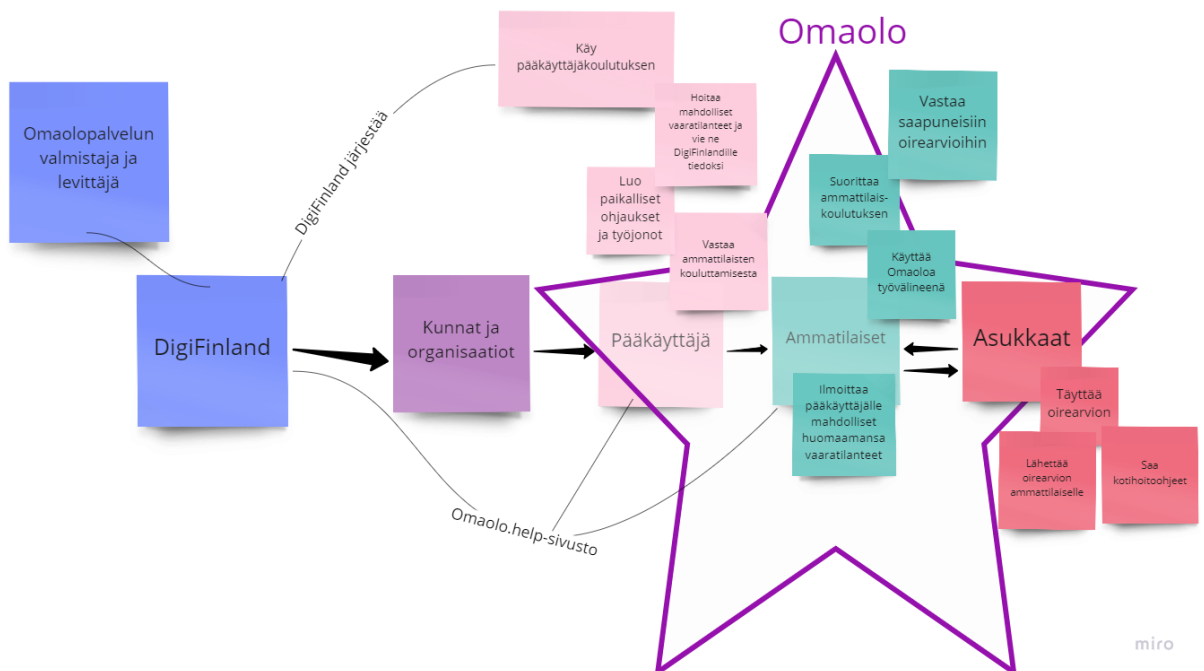 Omaolo
Omaolopalvelun
valmistaja ja
levittäjä
DigiFinland järjestää
Käy
pääkäyttäjäkoulutuksen
Hoitaa
mahdolliset
vaaratilanteet ja
vie ne
DigiFinlandille
tiedoksi
Luo
paikalliset
ohjaukset
ja työjonot
Vastaa
ammattilaisten
kouluttamisesta
Vastaa
saapuneisiin
oirearvioihin
Suorittaa
ammattilais-
koulutuksen
Käyttää
Omaoloa
työvälineenä
DigiFinland
Kunnat ja
organisaatiot
Pääkäyttäjä
Ammatilaiset
Asukkaat
Ilmoittaa
pääkäyttäjälle
mahdolliset
huomaamansa
vaaratilanteet
Täyttää
oirearvion
Lähettää
oirearvion
ammattilaiselle
Saa
kotihoitoohjeet
Omaolo.help-sivusto
miro